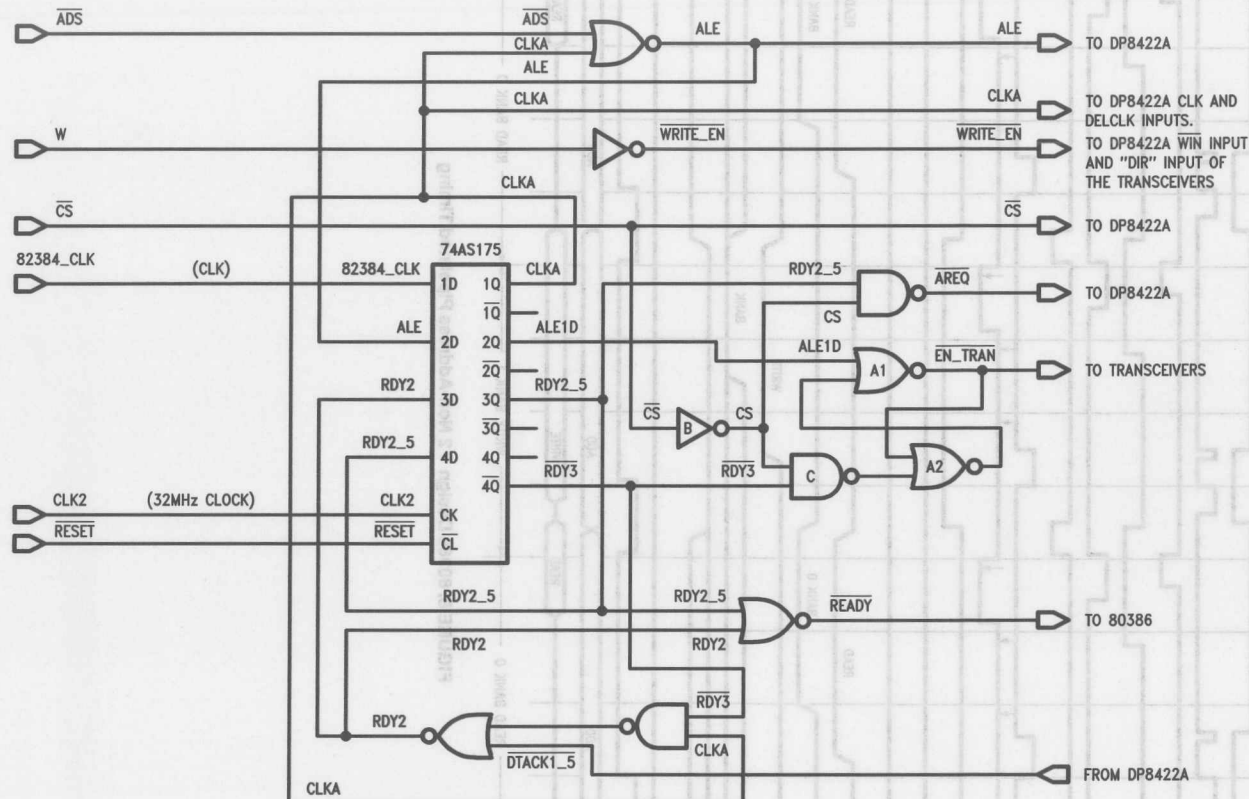 ADS ADS ALE ALE TO DP8422A
CLKA
ALE
CLKA CLKA TO DP8422A CLK AND
DELCLK INPUTS.
W WRITE_EN WRITE_EN TO DP8422A WIN INPUT
AND "DIR" INPUT OF
THE TRANSCEIVERS
CLKA
CS CS TO DP8422A
74AS175
82384_CLK (CLK) 82384_CLK 1D 1Q CLKA
RDY2_5 AREQ TO DP8422A
1Q
CS
ALE 2D 2Q ALE1D
ALE1D A1 EN_TRAN TO TRANSCEIVERS
2Q
RDY2 3D 3Q RDY2_5
CS B CS
3Q
RDY2_5 4D 4Q
RDY3 RDY3 C A2
4Q
CLK2 (32MHz CLOCK) CLK2 CK
RESET RESET CL
RDY2_5 RDY2_5 READY TO 80386
RDY2 RDY2
RDY3
RDY2
CLKA
DTACK1_5 FROM DP8422A
CLKA